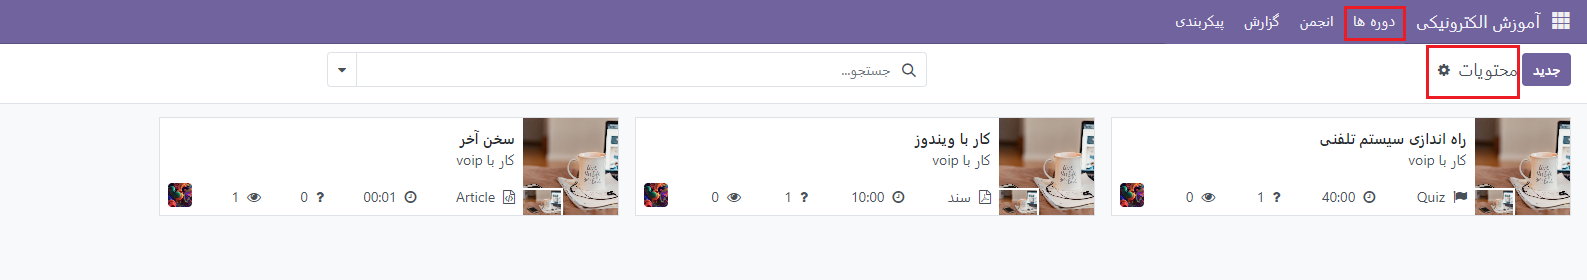 آموزش الکترونیکی دوره ها انجمن گزارش پیکربندی
جدید محتویات جستجو...
راه اندازی سیستم تلفنی
کار با voip
Quiz 40:00 1 0
کار با ویندوز
کار با voip
سند 10:00 1 0
سخن آخر
کار با voip
Article 00:01 0 1